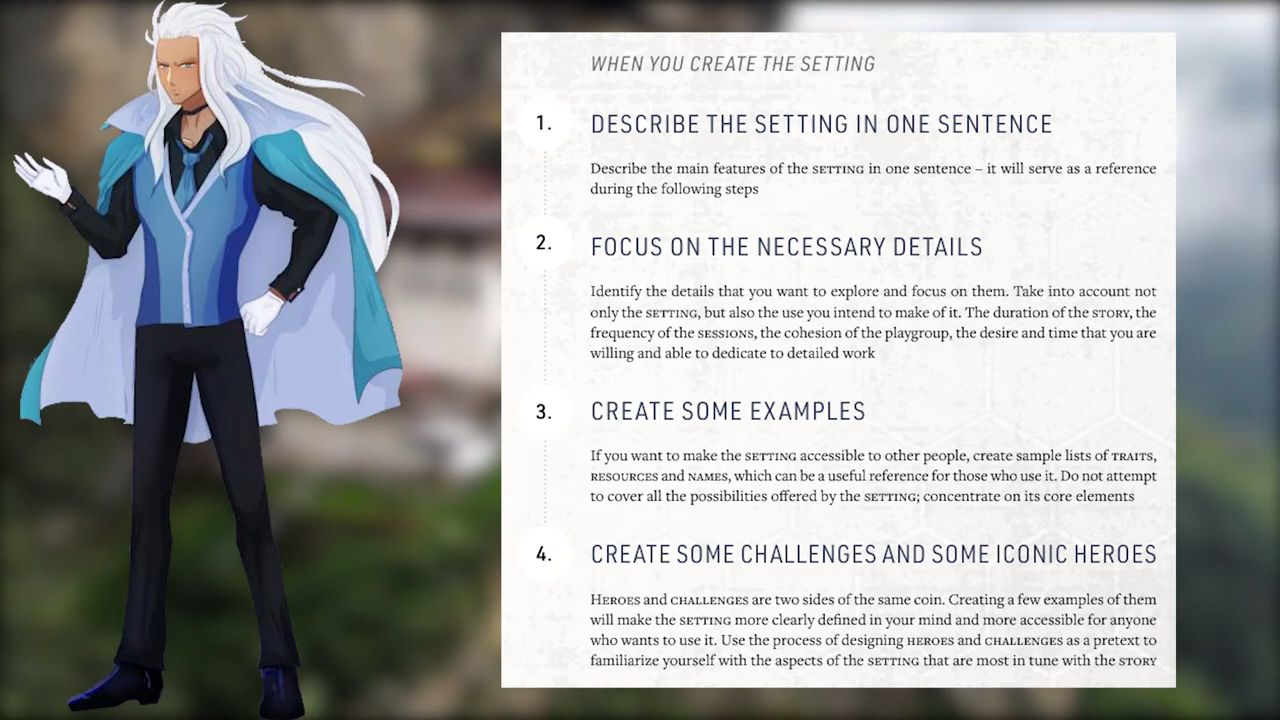 WHEN YOU CREATE THE SETTING
1. DESCRIBE THE SETTING IN ONE SENTENCE
Describe the main features of the SETTING in one sentence – it will serve as a reference
during the following steps
2. FOCUS ON THE NECESSARY DETAILS
Identify the details that you want to explore and focus on them. Take into account not
only the SETTING, but also the use you intend to make of it. The duration of the STORY, the
frequency of the SESSIONS, the cohesion of the playgroup, the desire and time that you are
willing and able to dedicate to detailed work
3. CREATE SOME EXAMPLES
If you want to make the SETTING accessible to other people, create sample lists of TRAITS,
RESOURCES and NAMES, which can be a useful reference for those who use it. Do not attempt
to cover all the possibilities offered by the SETTING; concentrate on its core elements
4. CREATE SOME CHALLENGES AND SOME ICONIC HEROES
HEROES and CHALLENGES are two sides of the same coin. Creating a few examples of them
will make the SETTING more clearly defined in your mind and more accessible for anyone
who wants to use it. Use the process of designing HEROES and CHALLENGES as a pretext to
familiarize yourself with the aspects of the SETTING that are most in tune with the STORY